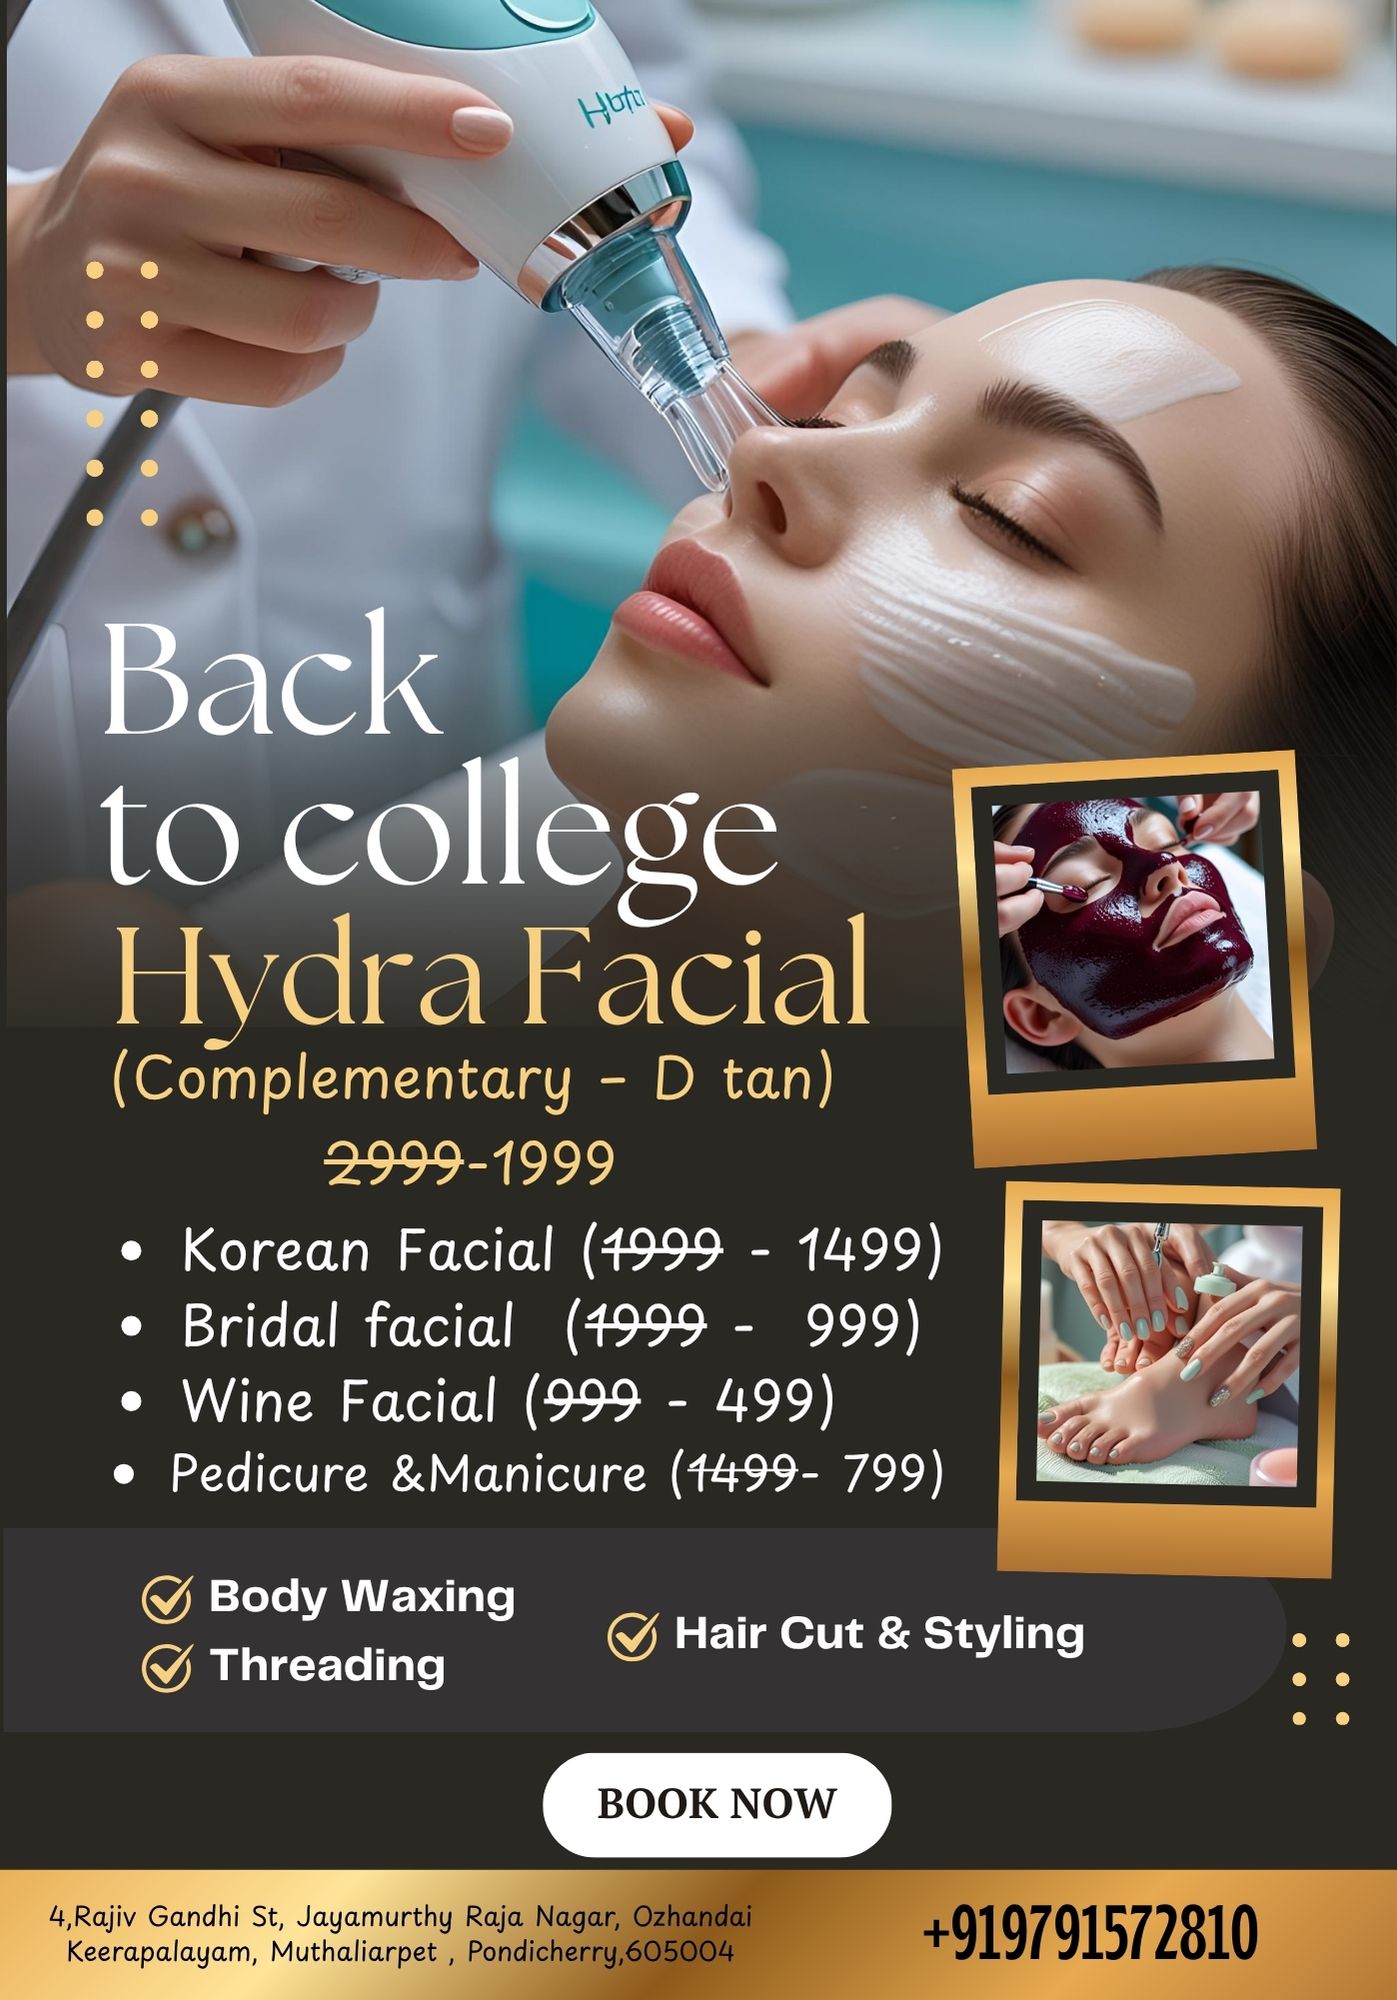 Back
to college
Hydra Facial
(Complementary - D tan)
2999-1999
• Korean Facial (1999 - 1499)
• Bridal facial (1999 - 999)
• Wine Facial (999 - 499)
• Pedicure &Manicure (1499- 799)
Body Waxing
Threading
Hair Cut & Styling
BOOK NOW
4,Rajiv Gandhi St, Jayamurthy Raja Nagar, Ozhandai
Keerapalayam, Muthaliarpet , Pondicherry,605004
+919791572810